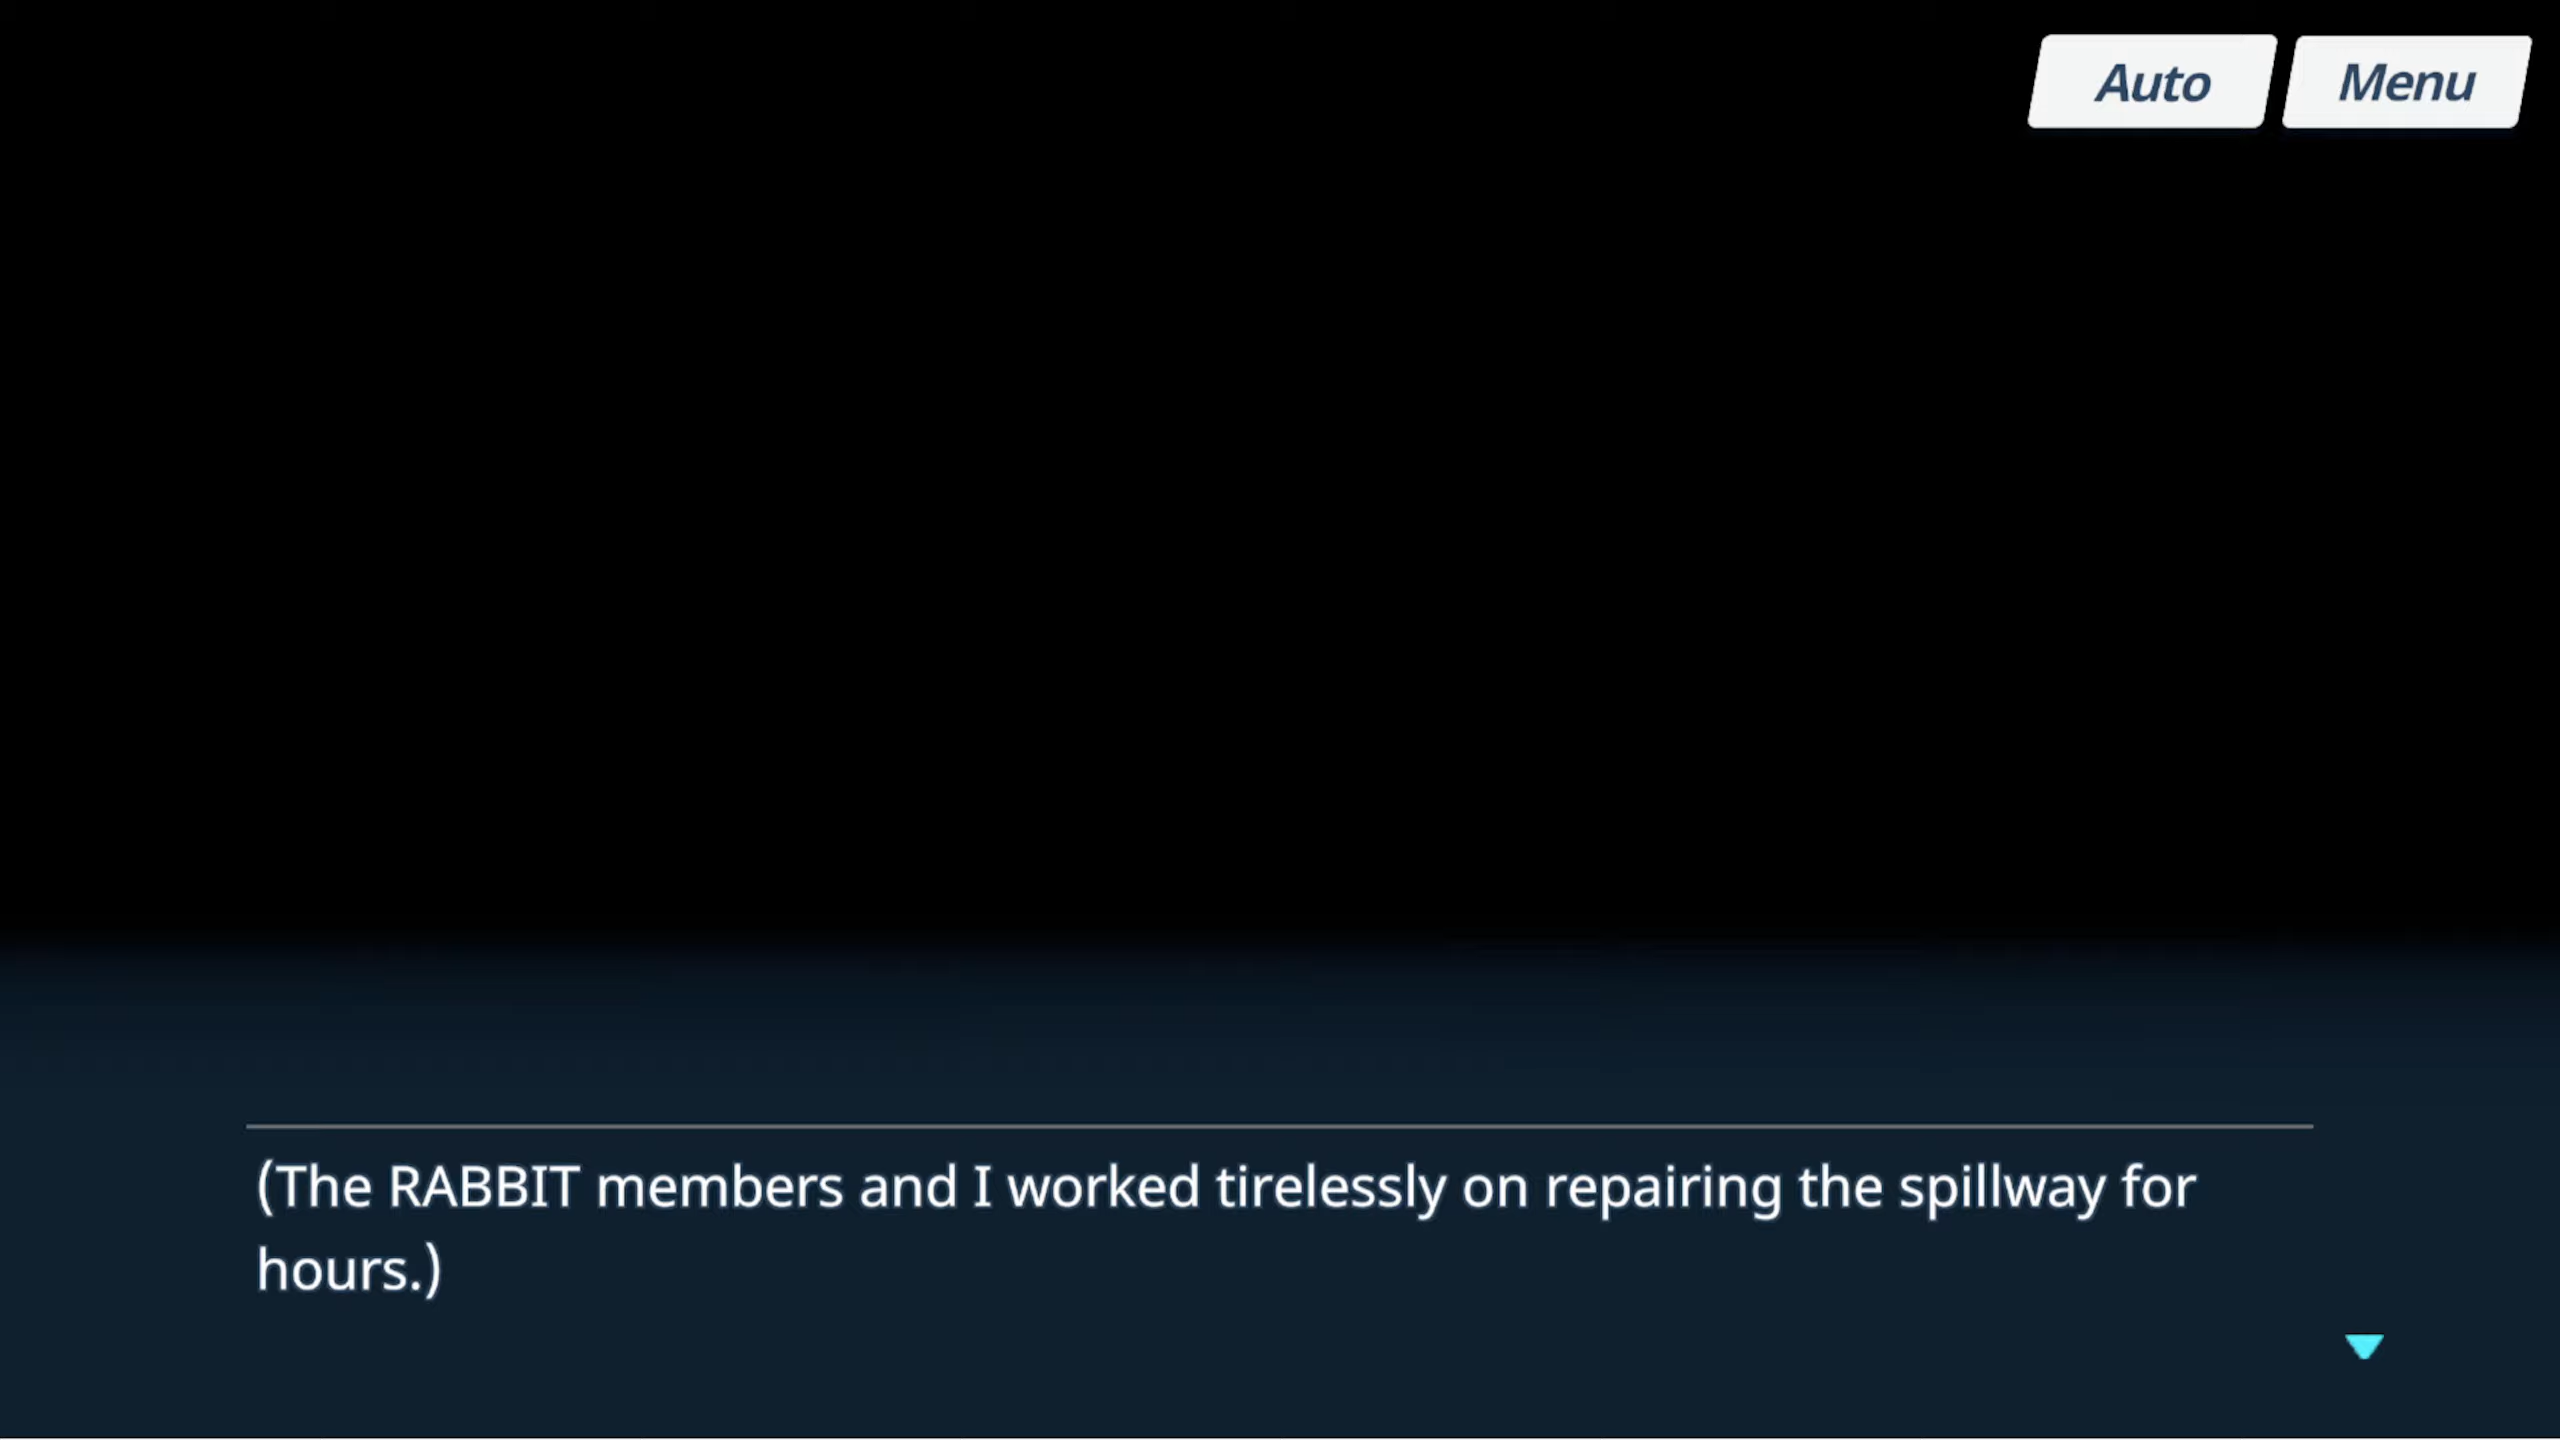 Auto
Menu
(The RABBIT members and I worked tirelessly on repairing the spillway for
hours.)